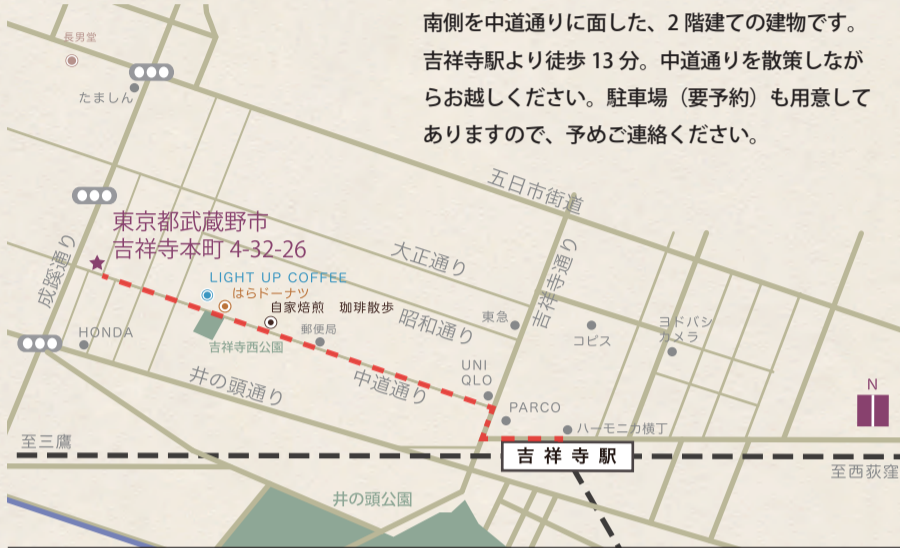 南側を中道通りに面した、2 階建ての建物です。
吉祥寺駅より徒歩 13 分。中道通りを散策しなが
らお越しください。駐車場（要予約）も用意して
ありますので、予めご連絡ください。
長男堂
たましん
五日市街道
東京都武蔵野市
吉祥寺本町 4-32-26
成蹊通り
大正通り
吉祥寺通り
LIGHT UP COFFEE
はらドーナツ
自家焙煎 珈琲散歩
昭和通り
東急
コピス
ヨドバシ
カメラ
HONDA
郵便局
吉祥寺西公園
井の頭通り
中道通り
UNI
QLO
PARCO
ハーモニカ横丁
N
至三鷹
吉祥寺駅
至西荻窪
井の頭公園